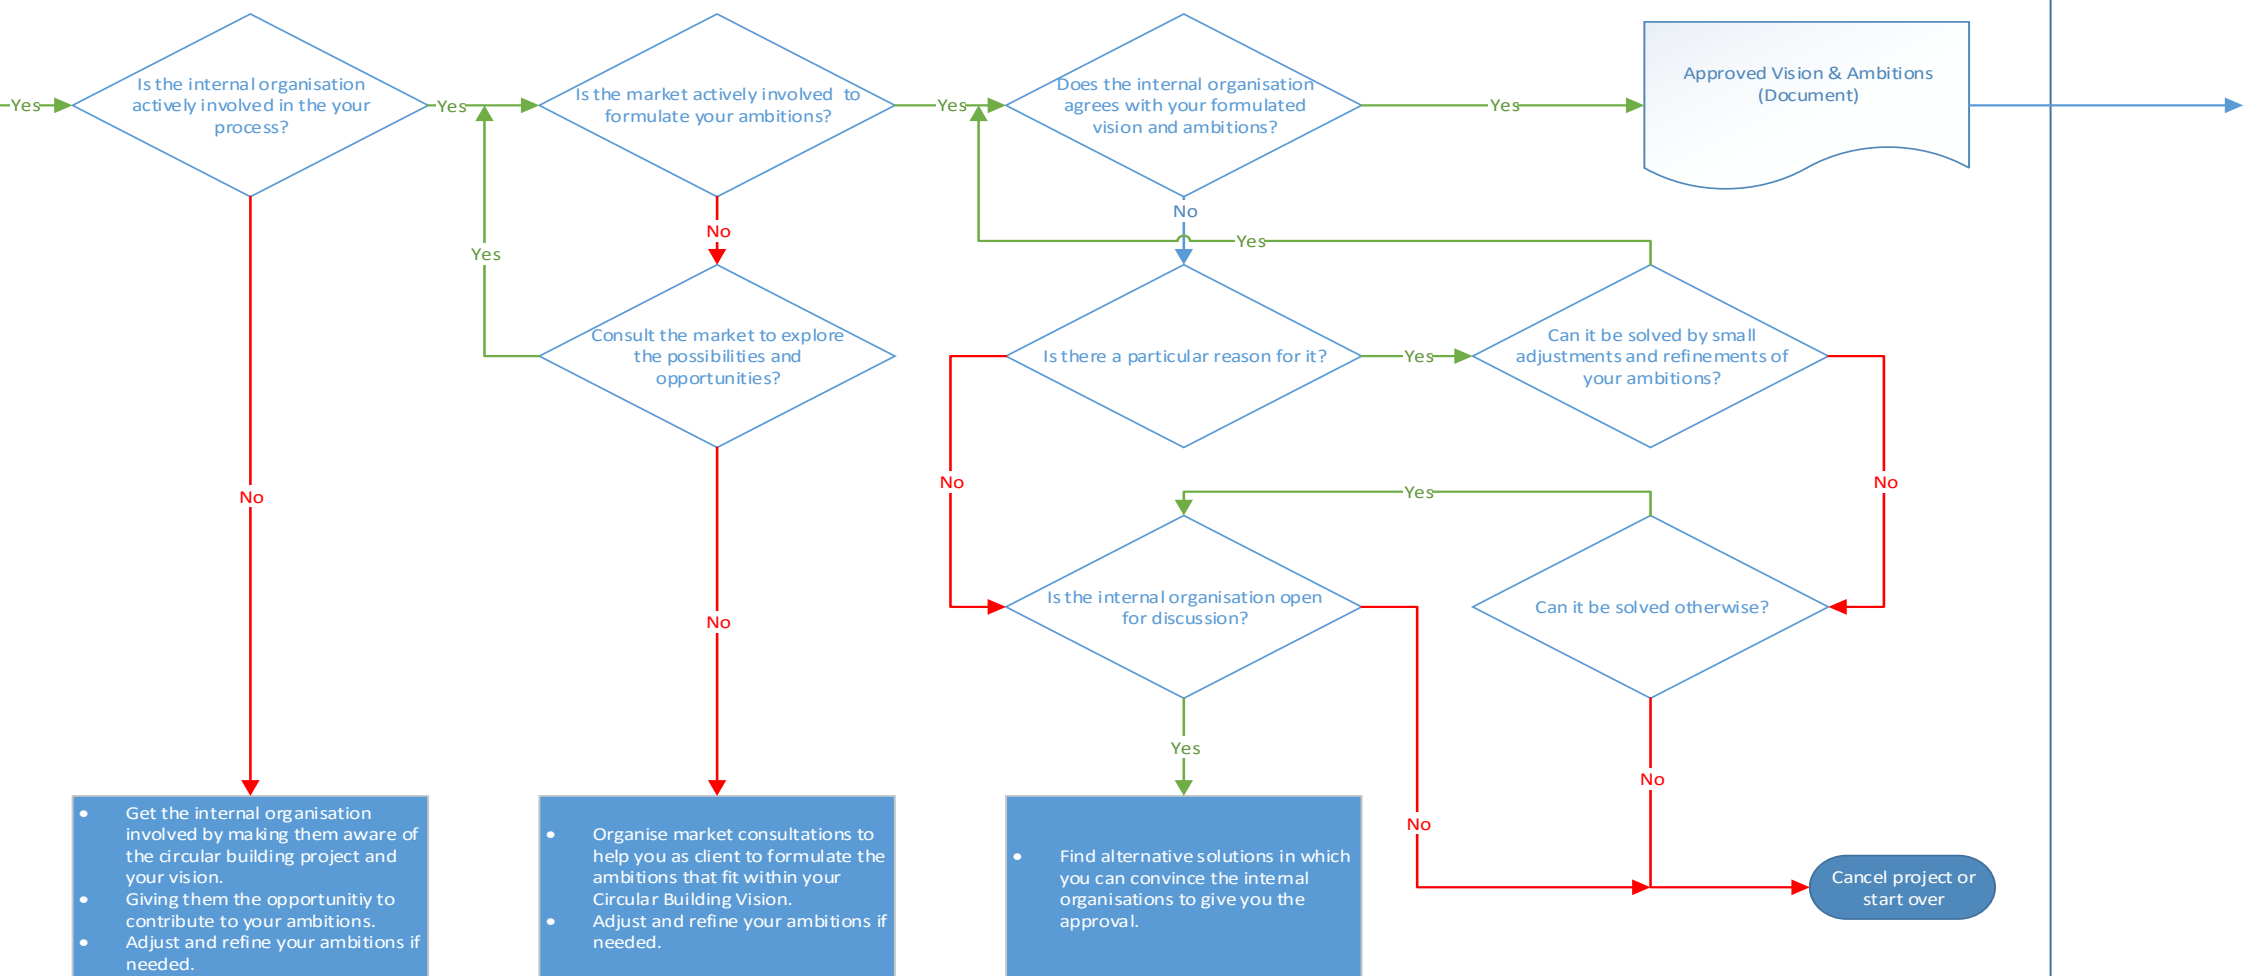 Yes
Is the internal organisation
actively involved in the your
process?
Yes
Is the market actively involved to
formulate your ambitions?
Yes
Does the internal organisation
agrees with your formulated
vision and ambitions?
Yes
Approved Vision & Ambitions
(Document)
No
No
Yes
Yes
Consult the market to explore
the possibilities and
opportunities?
Is there a particular reason for it?
Yes
Can it be solved by small
adjustments and refinements of
your ambitions?
No
No
No
Yes
No
Is the internal organisation open
for discussion?
Can it be solved otherwise?
No
Yes
No
No
• Get the internal organisation
involved by making them aware of
the circular building project and
your vision.
• Giving them the opportunitiy to
contribute to your ambitions.
• Adjust and refine your ambitions if
needed.
• Organise market consultations to
help you as client to formulate the
ambitions that fit within your
Circular Building Vision.
• Adjust and refine your ambitions if
needed.
• Find alternative solutions in which
you can convince the internal
organisations to give you the
approval.
Cancel project or
start over